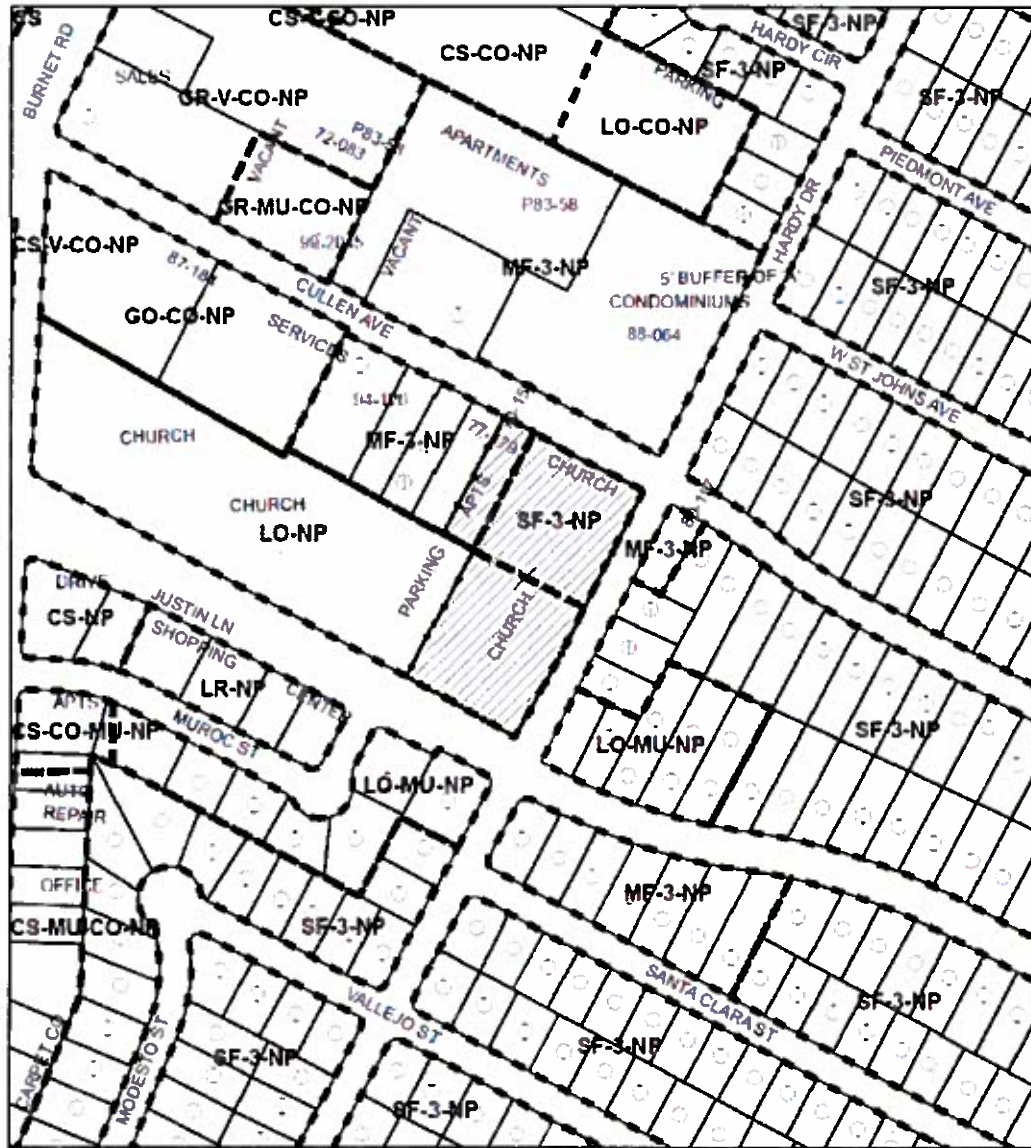 CS
CS-CO-NP
SF-3-NP
HARDY CIR
BURNET RD
SALES
GR-V-CO-NP
PARKING
SF-3-NP
SF-3-NP
LO-CO-NP
VACANT
72-083
APARTMENTS
PIEDMONT AVE
P83-58
GR-MU-CO-NP
HARDY DR
CS-V-CO-NP
VACANT
MF-3-NP
5' BUFFER OF 'A'
CONDOMINIUMS
SF-3-NP
CULLEN AVE
GO-CO-NP
88-064
SERVICES
W ST JOHNS AVE
CHURCH
MF-3-NP
77-079
APTS
CHURCH
SF-3-NP
SF-3-NP
CHURCH
LO-NP
MF-3-NP
PARKING
CHURCH
DRIVE
CS-NP
JUSTIN LN
SHOPPING
CENTER
LR-NP
APTS
CS-CO-MU-NP
MUROC ST
LO-MU-NP
SF-3-NP
LO-MU-NP
AUTO
REPAIR
OFFICE
CS-MU-CO-NP
MF-3-NP
SF-3-NP
SANTA CLARA ST
SF-3-NP
VALLEJO ST
SF-3-NP
SF-3-NP
CARPET CO
MODESTO ST
SF-3-NP